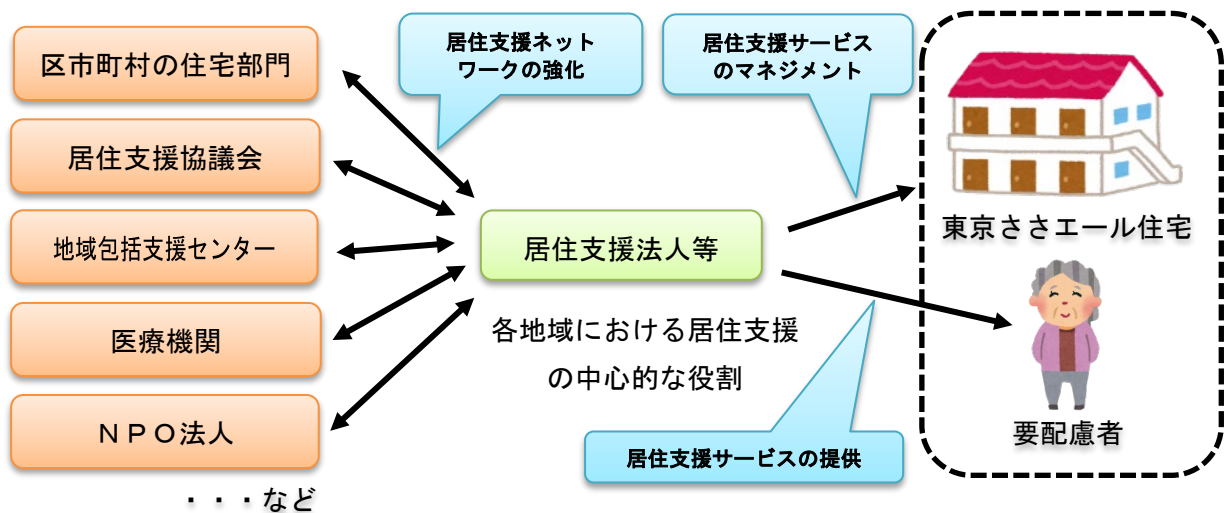 区市町村の住宅部門
居住支援協議会
地域包括支援センター
医療機関
ＮＰＯ法人
・・・など
居住支援ネット
ワークの強化
居住支援サービス
のマネジメント
居住支援法人等
各地域における居住支援
の中心的な役割
居住支援サービスの提供
東京ささエール住宅
要配慮者